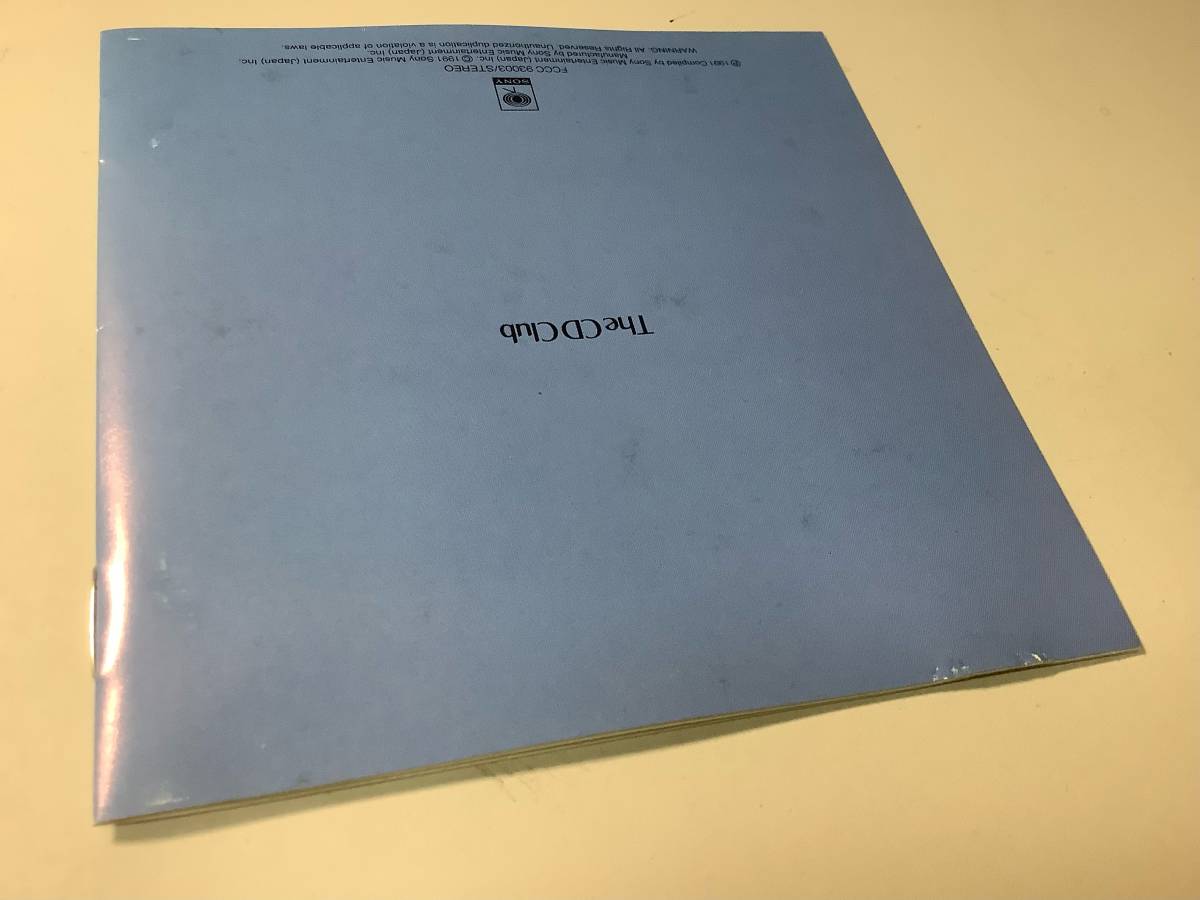 The CD Club
SONY
FCCC 93003/STEREO
Ⓟ 1991 Compiled by Sony Music Entertainment (Japan) Inc. Ⓒ 1991 Sony Music Entertainment (Japan) Inc.
Manufactured by Sony Music Entertainment (Japan) Inc.
WARNING: All Rights Reserved. Unauthorized duplication is a violation of applicable laws.